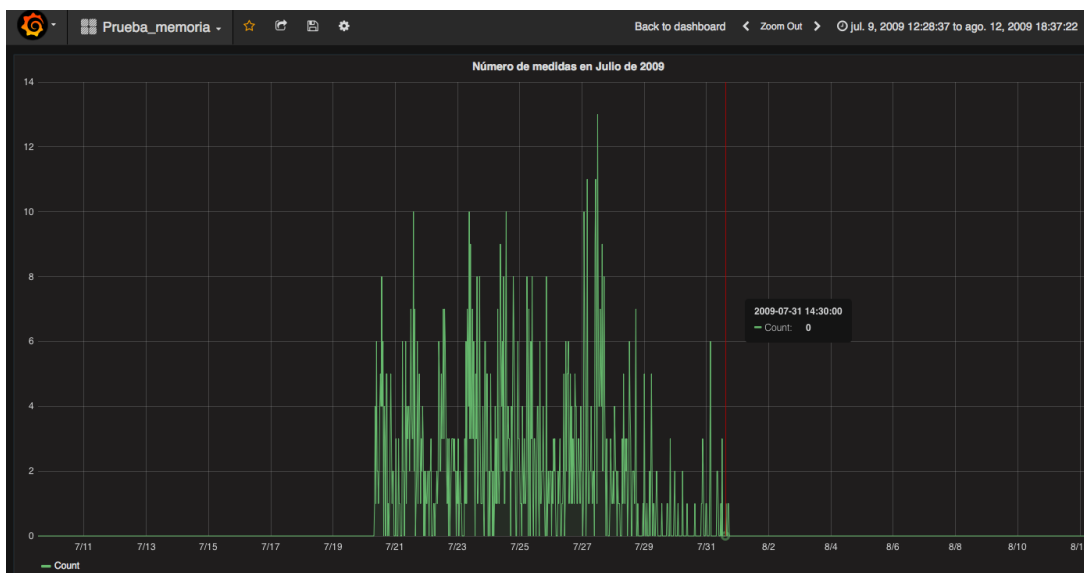 Prueba_memoria Back to dashboard Zoom Out jul. 9, 2009 12:28:37 to ago. 12, 2009 18:37:22
Número de medidas en Julio de 2009
14
12
10
8
6
4
2
0
2009-07-31 14:30:00
Count: 0
7/11 7/13 7/15 7/17 7/19 7/21 7/23 7/25 7/27 7/29 7/31 8/2 8/4 8/6 8/8 8/10 8/1
Count